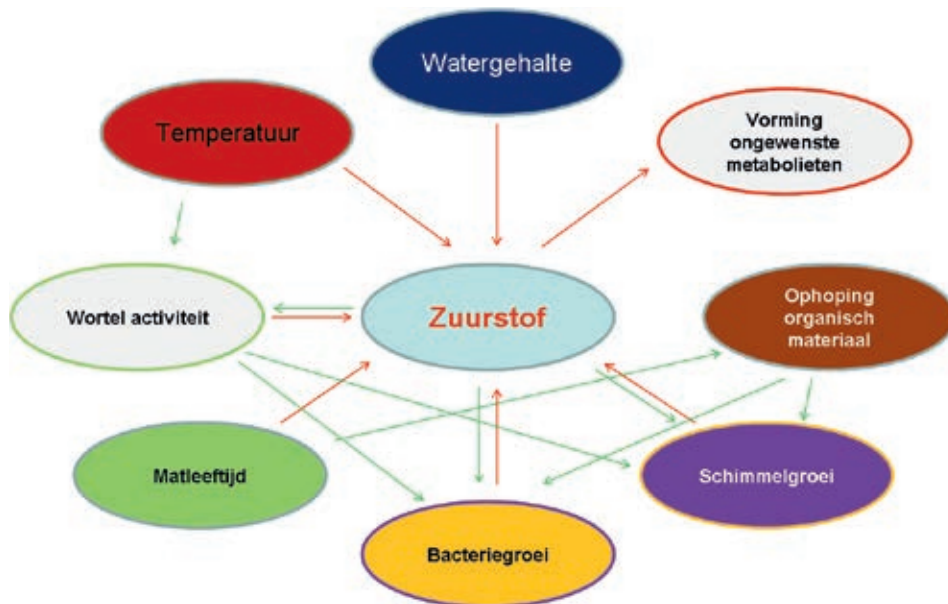 Watergehalte
Temperatuur
Vorming
ongewenste
metabolieten
Wortel activiteit
Zuurstof
Ophoping
organisch
materiaal
Matleeftijd
Schimmelgroei
Bacteriegroei